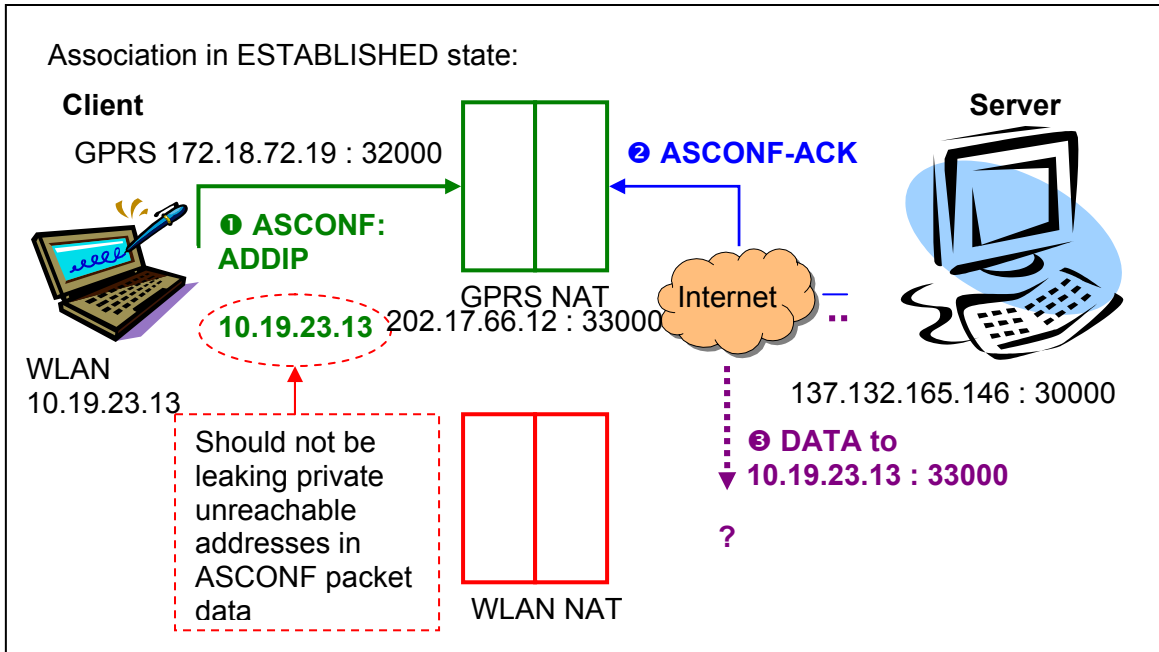 Association in ESTABLISHED state:
Client
Server
GPRS 172.18.72.19 : 32000
❷ ASCONF-ACK
❶ ASCONF:
ADDIP
GPRS NAT
Internet
10.19.23.13
202.17.66.12 : 33000
WLAN
10.19.23.13
137.132.165.146 : 30000
Should not be
leaking private
unreachable
addresses in
ASCONF packet
data
❸ DATA to
10.19.23.13 : 33000
?
WLAN NAT